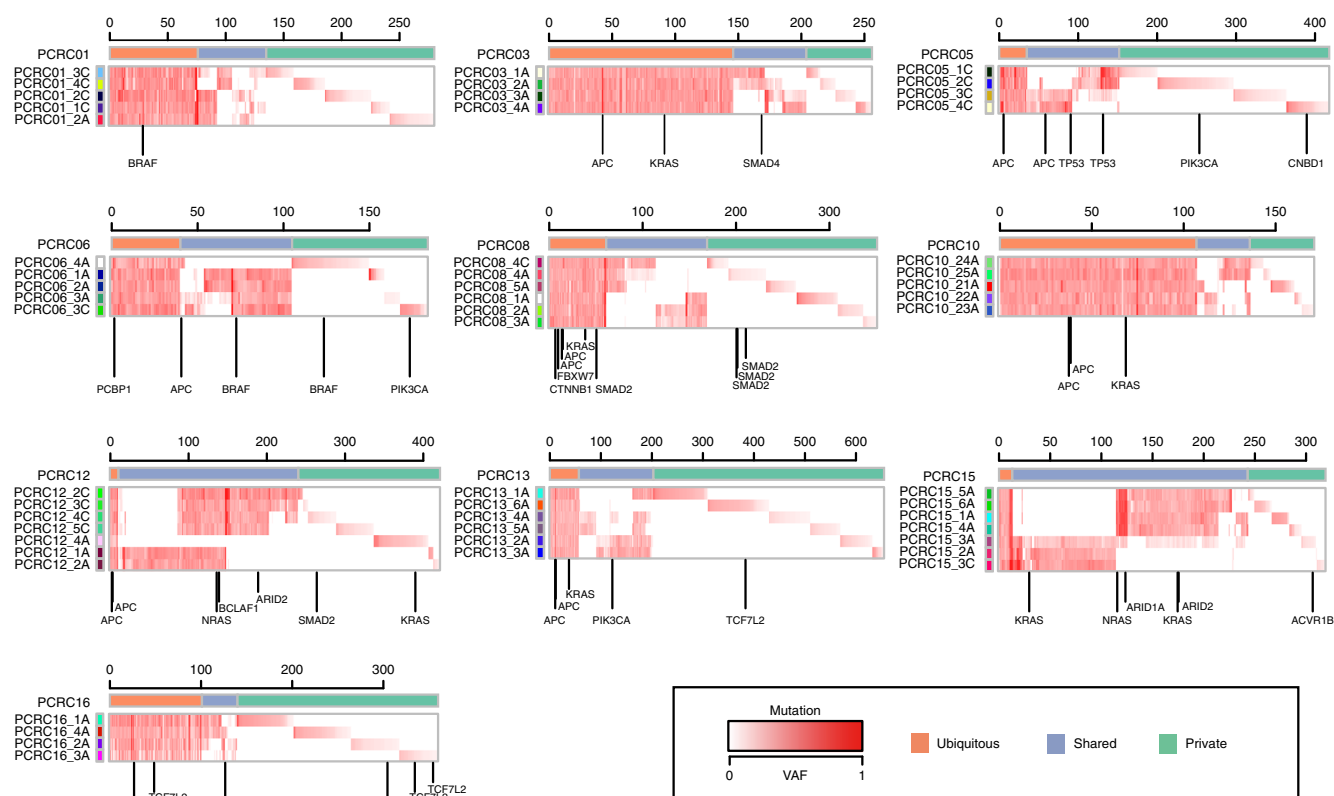 0 50 100 150 200 250
PCRC01
PCRC01_3C
PCRC01_4C
PCRC01_2C
PCRC01_1C
PCRC01_2A
BRAF
0 50 100 150 200 250
PCRC03
PCRC03_1A
PCRC03_2A
PCRC03_3A
PCRC03_4A
APC KRAS SMAD4
0 100 200 300 400
PCRC05
PCRC05_1C
PCRC05_2C
PCRC05_3C
PCRC05_4C
APC APC TP53 TP53 PIK3CA CNBD1
0 50 100 150
PCRC06
PCRC06_4A
PCRC06_1A
PCRC06_2A
PCRC06_3A
PCRC06_3C
PCBP1 APC BRAF BRAF PIK3CA
0 100 200 300
PCRC08
PCRC08_4C
PCRC08_4A
PCRC08_5A
PCRC08_1A
PCRC08_2A
PCRC08_3A
KRAS
APC
APC SMAD2
FBXW7 SMAD2
CTNNB1 SMAD2 SMAD2
0 50 100 150
PCRC10
PCRC10_24A
PCRC10_25A
PCRC10_21A
PCRC10_22A
PCRC10_23A
APC
APC KRAS
0 100 200 300 400
PCRC12
PCRC12_2C
PCRC12_3C
PCRC12_4C
PCRC12_5C
PCRC12_4A
PCRC12_1A
PCRC12_2A
ARID2
APC BCLAF1
APC NRAS SMAD2 KRAS
0 100 200 300 400 500 600
PCRC13
PCRC13_1A
PCRC13_6A
PCRC13_4A
PCRC13_5A
PCRC13_2A
PCRC13_3A
KRAS
APC
APC PIK3CA TCF7L2
0 50 100 150 200 250 300
PCRC15
PCRC15_5A
PCRC15_6A
PCRC15_1A
PCRC15_4A
PCRC15_3A
PCRC15_2A
PCRC15_3C
ARID1A ARID2
KRAS NRAS KRAS ACVR1B
0 100 200 300
PCRC16
PCRC16_1A
PCRC16_4A
PCRC16_2A
PCRC16_3A
TCF7L2
TCF7L2
Mutation
0 VAF 1
Ubiquitous
Shared
Private